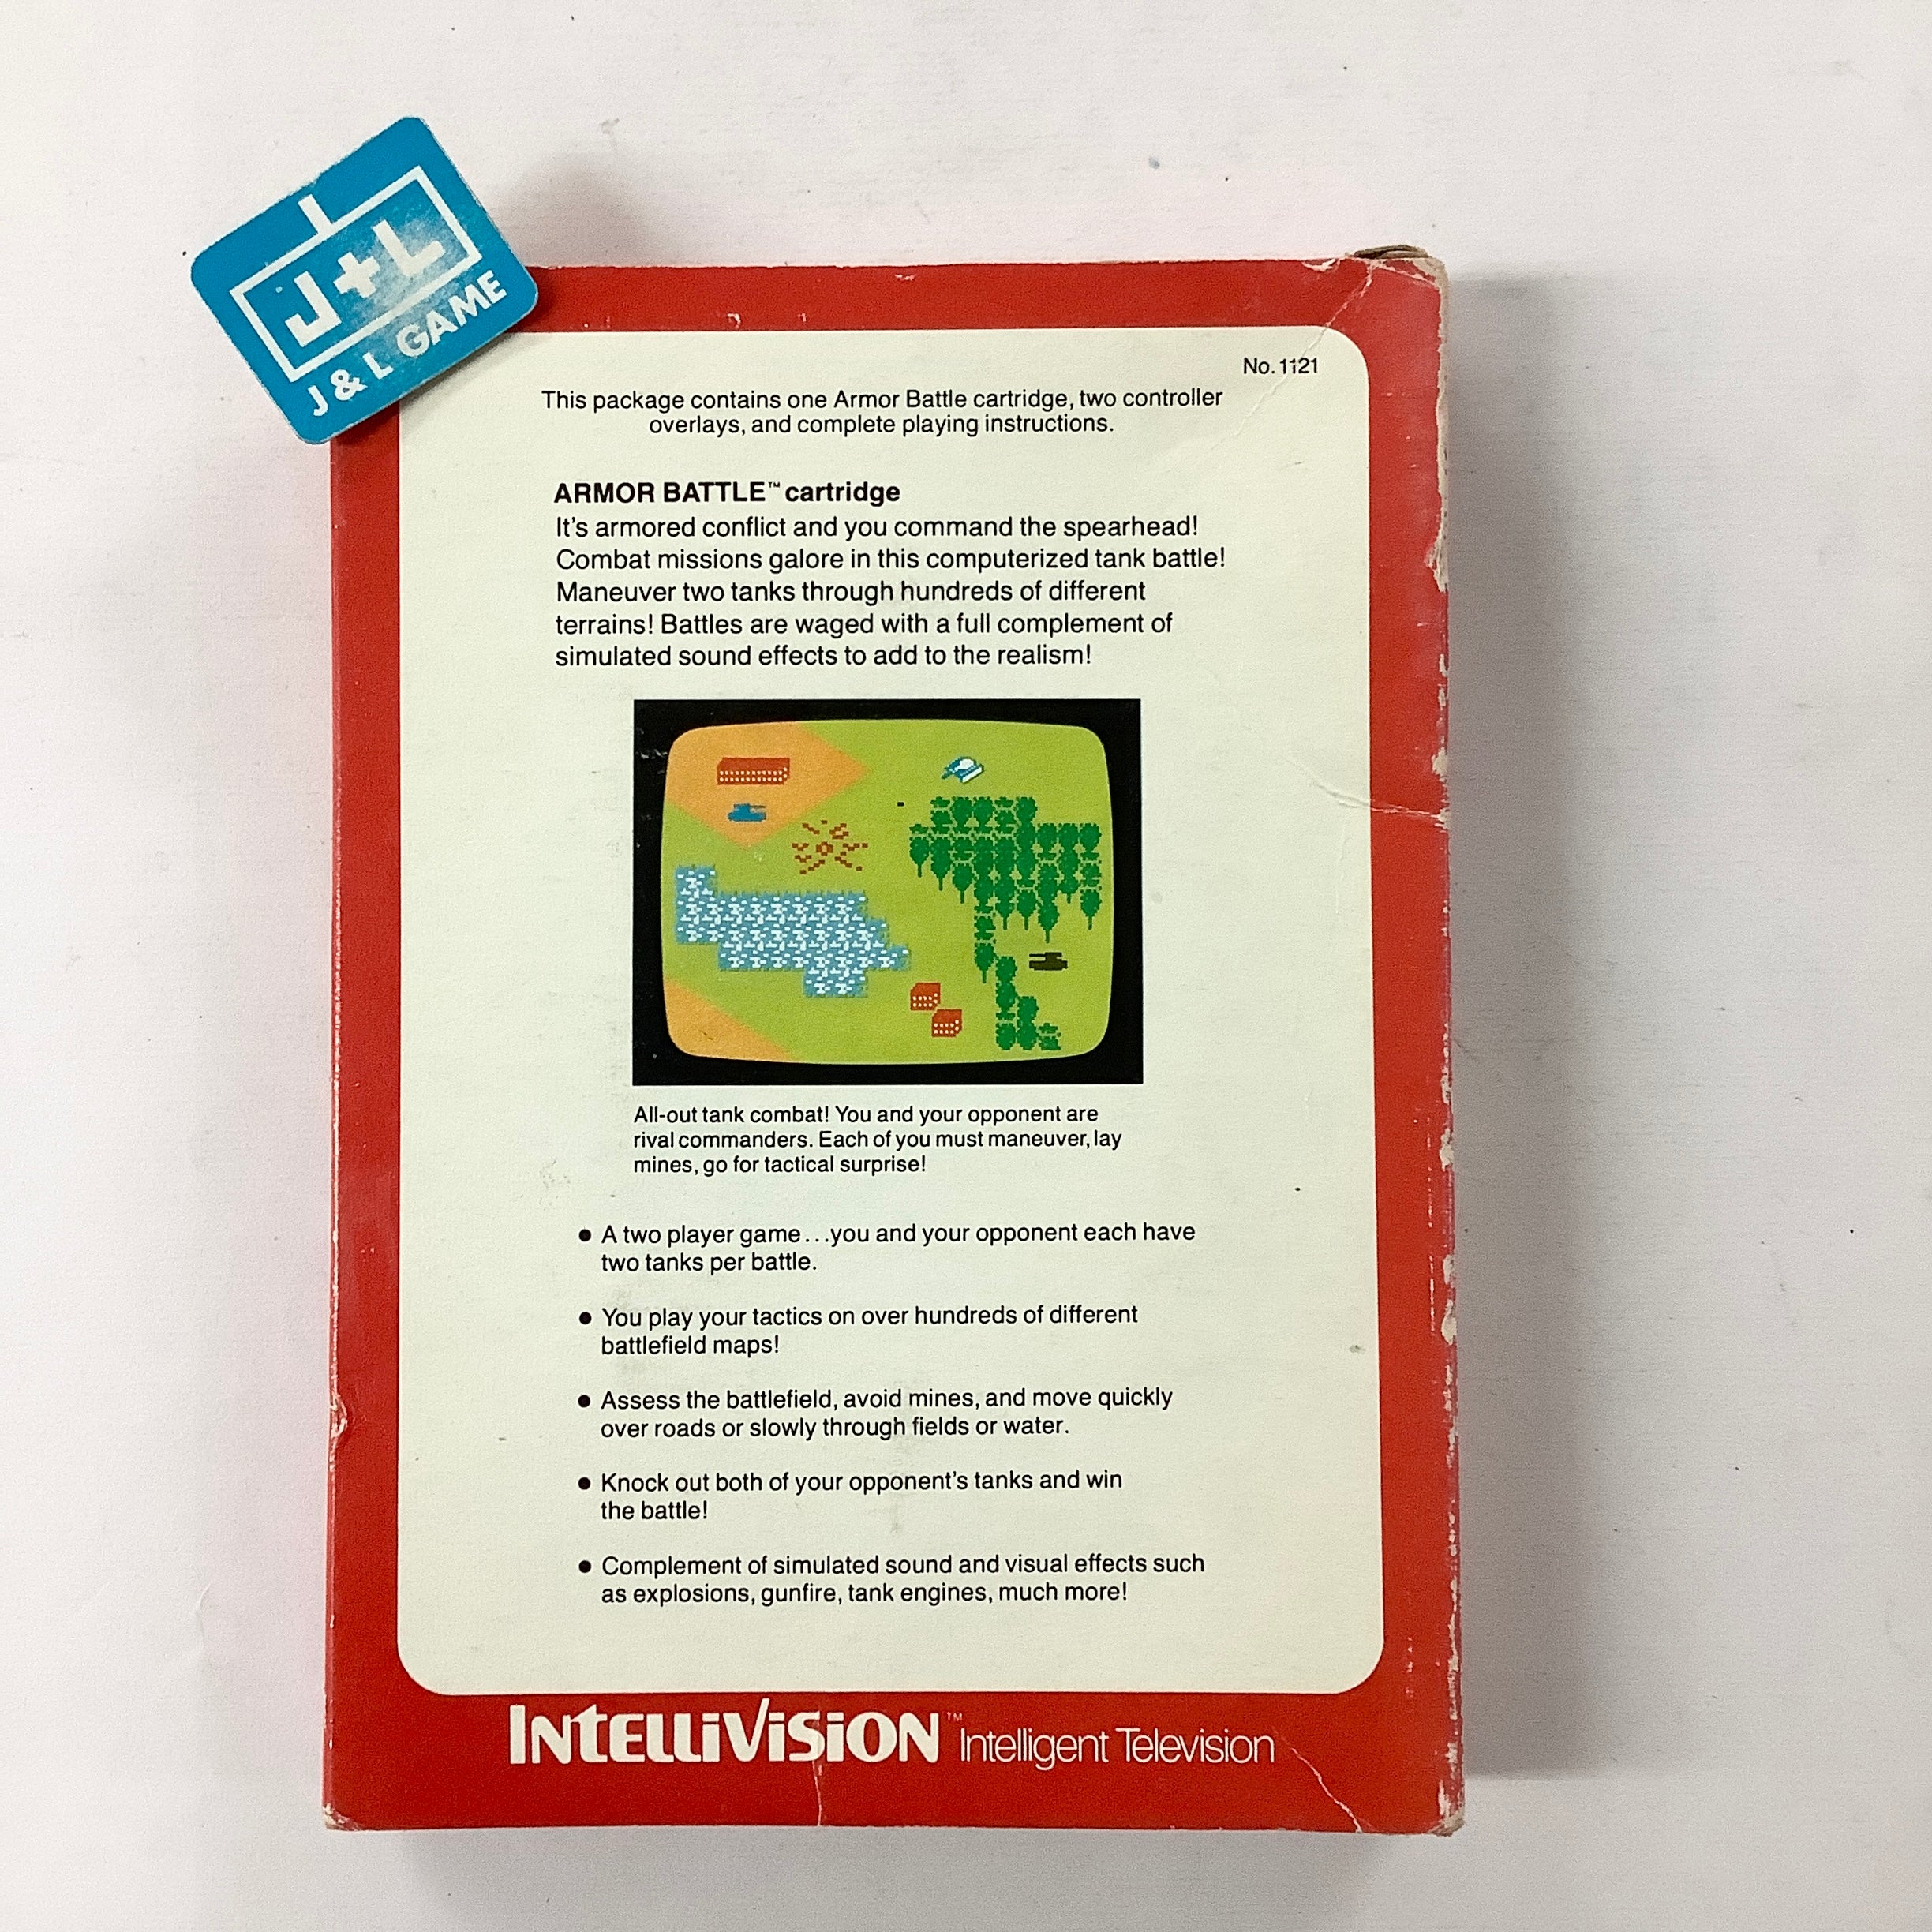 J+L
J & L GAME
No. 1121
This package contains one Armor Battle cartridge, two controller
overlays, and complete playing instructions.
ARMOR BATTLE™ cartridge
It's armored conflict and you command the spearhead!
Combat missions galore in this computerized tank battle!
Maneuver two tanks through hundreds of different
terrains! Battles are waged with a full complement of
simulated sound effects to add to the realism!
All-out tank combat! You and your opponent are
rival commanders. Each of you must maneuver, lay
mines, go for tactical surprise!
● A two player game...you and your opponent each have
two tanks per battle.
● You play your tactics on over hundreds of different
battlefield maps!
● Assess the battlefield, avoid mines, and move quickly
over roads or slowly through fields or water.
● Knock out both of your opponent's tanks and win
the battle!
● Complement of simulated sound and visual effects such
as explosions, gunfire, tank engines, much more!
INTELLIVISION™ Intelligent Television